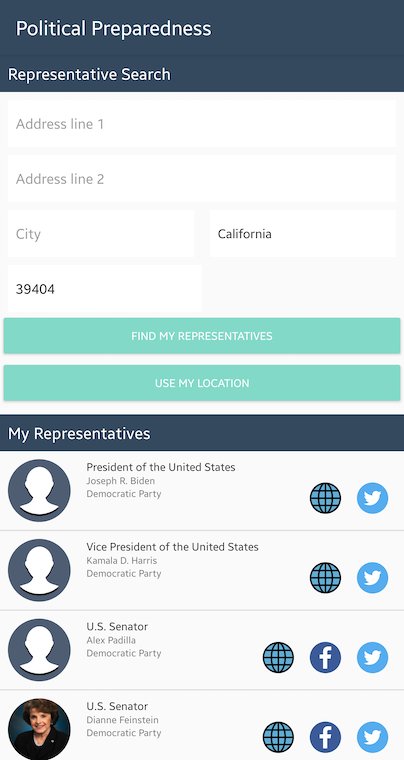 Political Preparedness
Representative Search
Address line 1
Address line 2
City
California
39404
FIND MY REPRESENTATIVES
USE MY LOCATION
My Representatives
President of the United States
Joseph R. Biden
Democratic Party
Vice President of the United States
Kamala D. Harris
Democratic Party
U.S. Senator
Alex Padilla
Democratic Party
U.S. Senator
Dianne Feinstein
Democratic Party